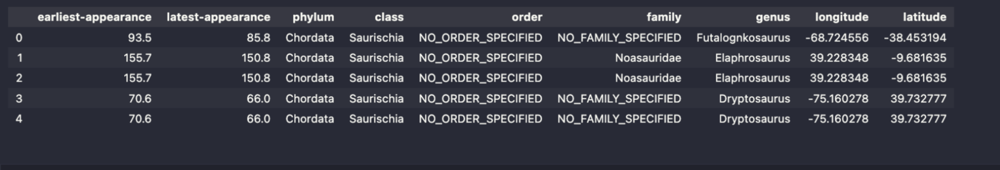 earliest-appearance latest-appearance phylum class order family genus longitude latitude
0 93.5 85.8 Chordata Saurischia NO_ORDER_SPECIFIED NO_FAMILY_SPECIFIED Futalognkosaurus -68.724556 -38.453194
1 155.7 150.8 Chordata Saurischia NO_ORDER_SPECIFIED Noasauridae Elaphrosaurus 39.228348 -9.681635
2 155.7 150.8 Chordata Saurischia NO_ORDER_SPECIFIED Noasauridae Elaphrosaurus 39.228348 -9.681635
3 70.6 66.0 Chordata Saurischia NO_ORDER_SPECIFIED NO_FAMILY_SPECIFIED Dryptosaurus -75.160278 39.732777
4 70.6 66.0 Chordata Saurischia NO_ORDER_SPECIFIED NO_FAMILY_SPECIFIED Dryptosaurus -75.160278 39.732777